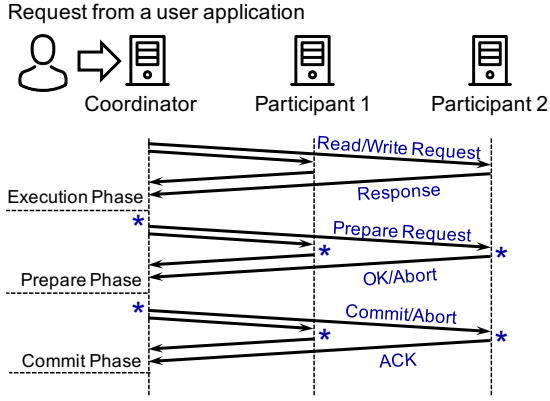 Request from a user application
Coordinator
Participant 1
Participant 2
Read/Write Request
Response
Execution Phase
*
Prepare Request
*
*
OK/Abort
Prepare Phase
*
Commit/Abort
*
*
ACK
Commit Phase